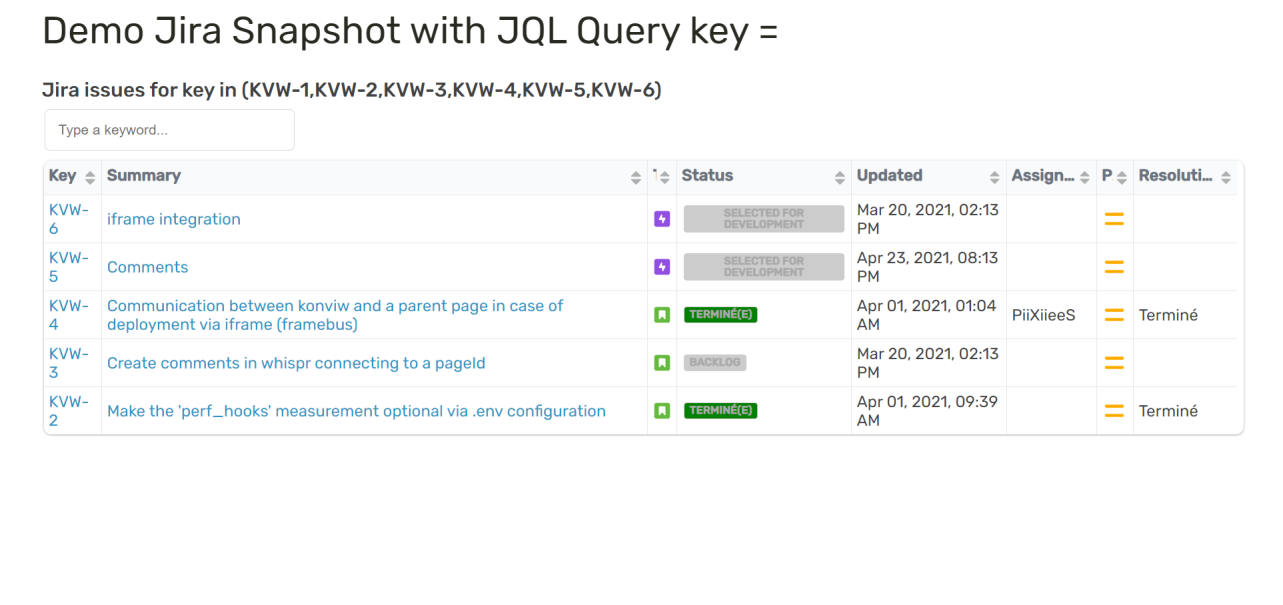 Demo Jira Snapshot with JQL Query key =
Jira issues for key in (KVW-1,KVW-2,KVW-3,KVW-4,KVW-5,KVW-6)
Type a keyword...
Key Summary Status Updated Assign... P Resoluti...
KVW-6 iframe integration SELECTED FOR DEVELOPMENT Mar 20, 2021, 02:13 PM
KVW-5 Comments SELECTED FOR DEVELOPMENT Apr 23, 2021, 08:13 PM
KVW-4 Communication between konviw and a parent page in case of deployment via iframe (framebus) TERMINÉ(E) Apr 01, 2021, 01:04 AM PiiXiieeS Terminé
KVW-3 Create comments in whispr connecting to a pageId BACKLOG Mar 20, 2021, 02:13 PM
KVW-2 Make the 'perf_hooks' measurement optional via .env configuration TERMINÉ(E) Apr 01, 2021, 09:39 AM Terminé